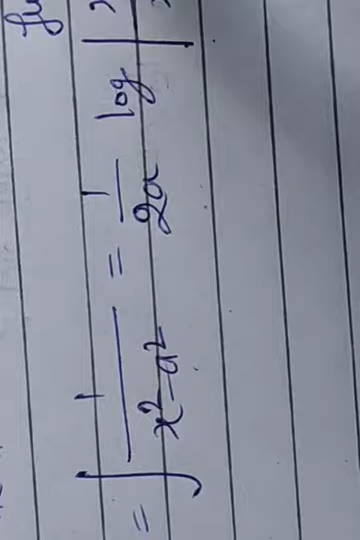 = ∫ 1/(x²-a²) = 1/2a log |